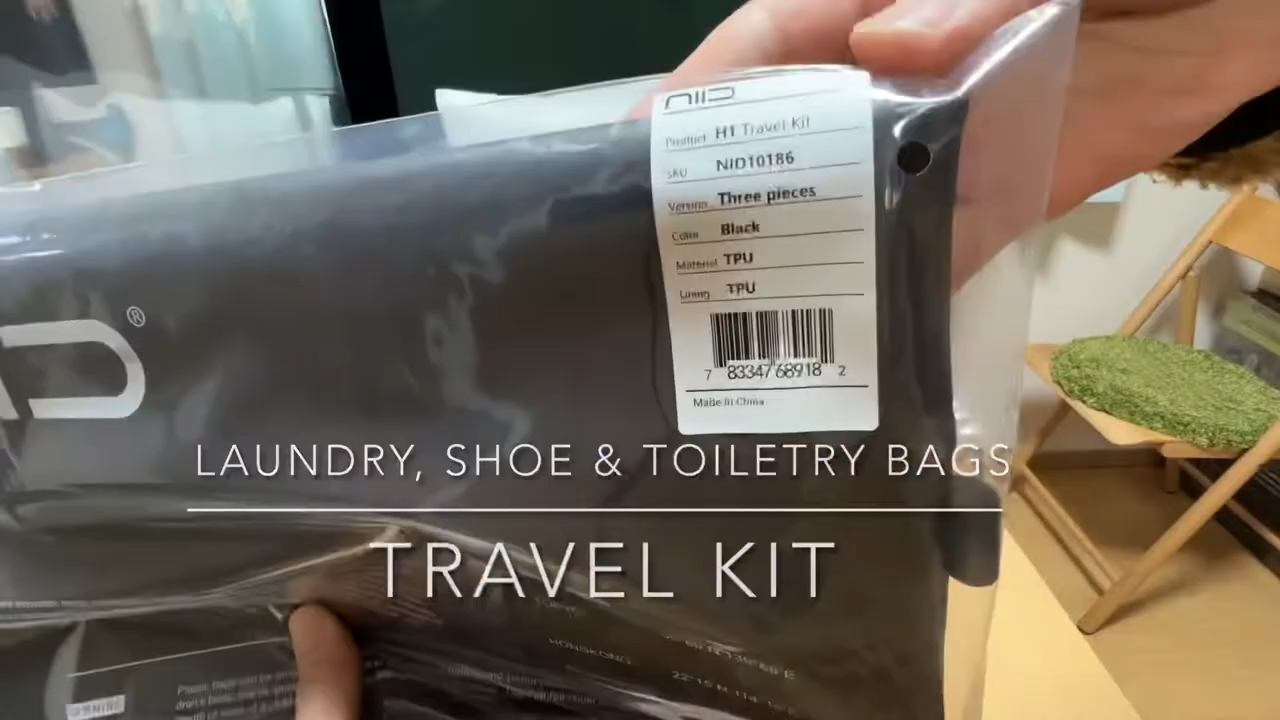 NIID
Product H1 Travel Kit
SKU NID10186
Version Three pieces
Color Black
Material TPU
Lining TPU
7 83347 68918 2
Made in China
®
LAUNDRY, SHOE & TOILETRY BAGS
TRAVEL KIT
HONGKONG